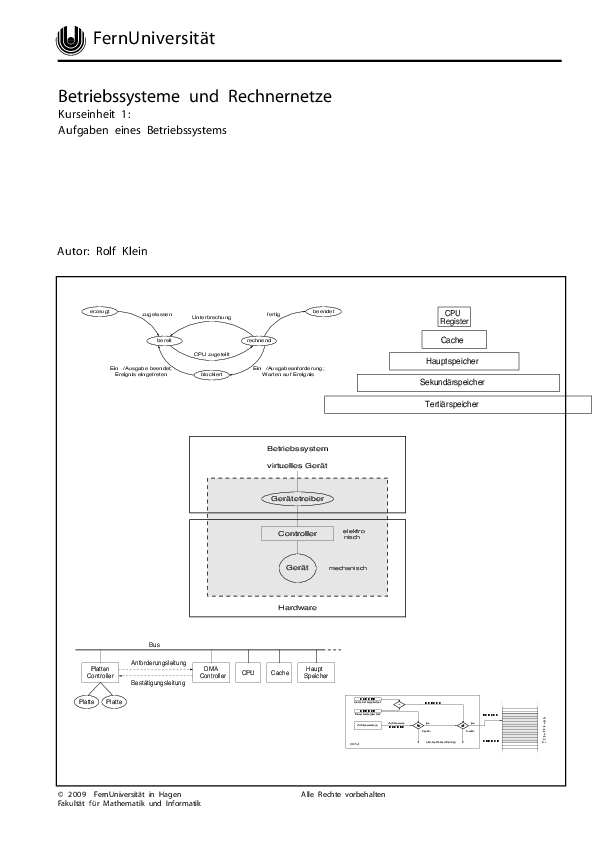 FernUniversität
Betriebssysteme und Rechnernetze
Kurseinheit 1:
Aufgaben eines Betriebssystems
Autor: Rolf Klein
erzeugt
zugelassen
Unterbrechung
fertig
beendet
bereit
rechnend
CPU zugeteilt
Ein /Ausgabe beendet;
Ereignis eingetreten
blockiert
Ein /Ausgabeanforderung;
Warten auf Ereignis
CPU
Register
Cache
Hauptspeicher
Sekundärspeicher
Tertiärspeicher
Betriebssystem
virtuelles Gerät
Gerätetreiber
Controller
elektro
nisch
Gerät
mechanisch
Hardware
Bus
Platten
Controller
Anforderungsleitung
Bestätigungsleitung
DMA
Controller
CPU
Cache
Haupt
Speicher
Platte
Platte
© 2009 FernUniversität in Hagen
Fakultät für Mathematik und Informatik
Alle Rechte vorbehalten